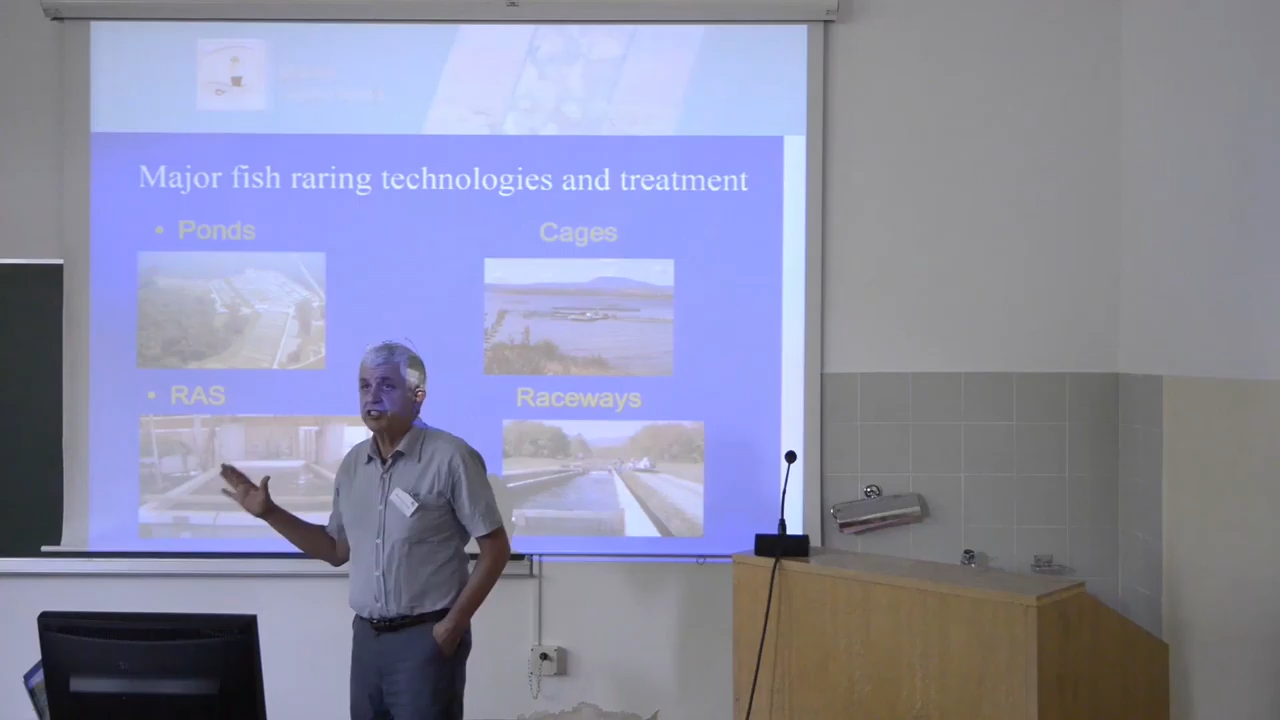 Major fish raring technologies and treatment
• Ponds
Cages
• RAS
Raceways